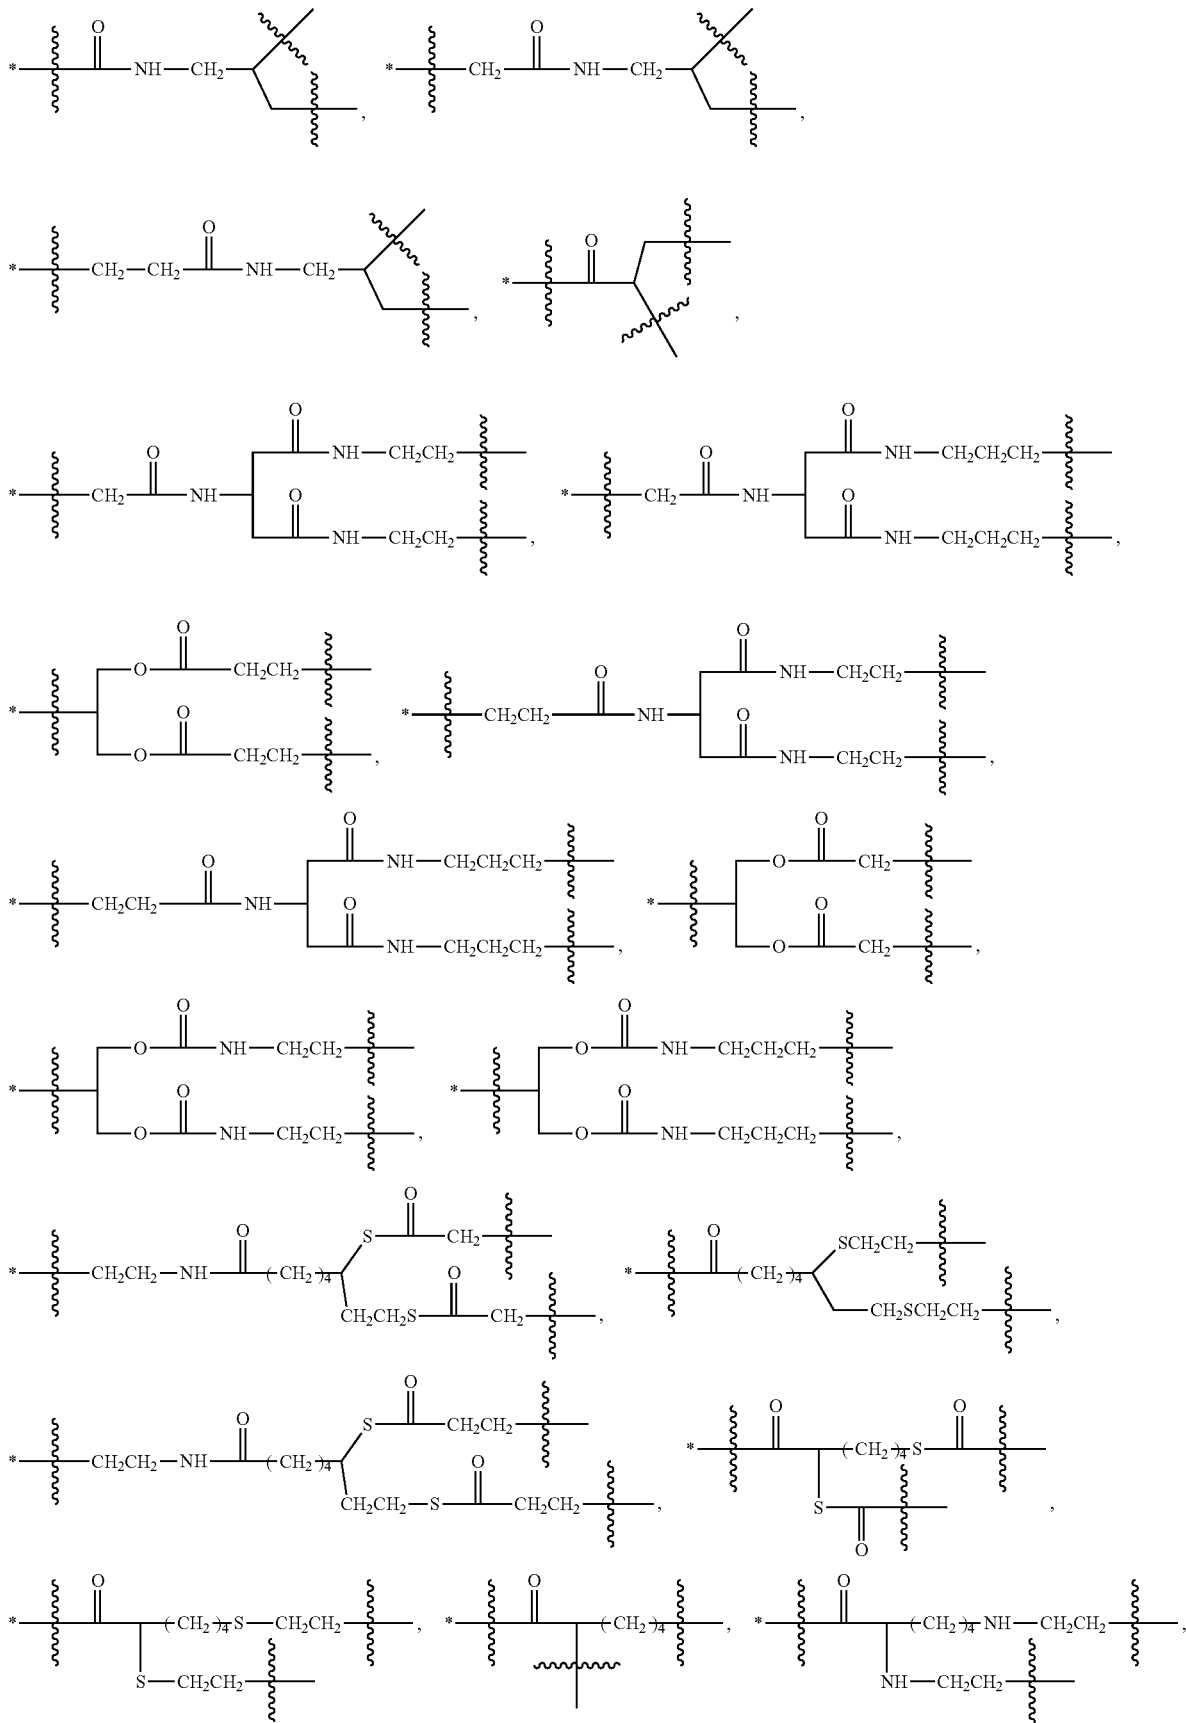 O O
* NH CH₂ , * CH₂ NH CH₂ ,
O O
* CH₂ CH₂ NH CH₂ , * ,
O O
NH CH₂CH₂ NH CH₂CH₂CH₂
O O
* CH₂ NH O * CH₂ NH O
NH CH₂CH₂ , NH CH₂CH₂CH₂ ,
O O
O CH₂CH₂ NH CH₂CH₂
* O * CH₂CH₂ O NH O
O CH₂CH₂ , NH CH₂CH₂ ,
O O
NH CH₂CH₂CH₂ O CH₂
* CH₂CH₂ O NH O * O
NH CH₂CH₂CH₂ , O CH₂ ,
O O
O NH CH₂CH₂ O NH CH₂CH₂CH₂
* O * O
O NH CH₂CH₂ , O NH CH₂CH₂CH₂ ,
O
O S CH₂ O SCH₂CH₂
* CH₂CH₂ NH (CH₂)₄ O * (CH₂)₄
CH₂CH₂S CH₂ , CH₂SCH₂CH₂ ,
O O O
O S CH₂CH₂ * (CH₂)₄S
* CH₂CH₂ NH (CH₂)₄ O
CH₂CH₂ S CH₂CH₂ , S ,
O
O O O
* (CH₂)₄S CH₂CH₂ , * (CH₂)₄ , * (CH₂)₄ NH CH₂CH₂ ,
S CH₂CH₂ NH CH₂CH₂